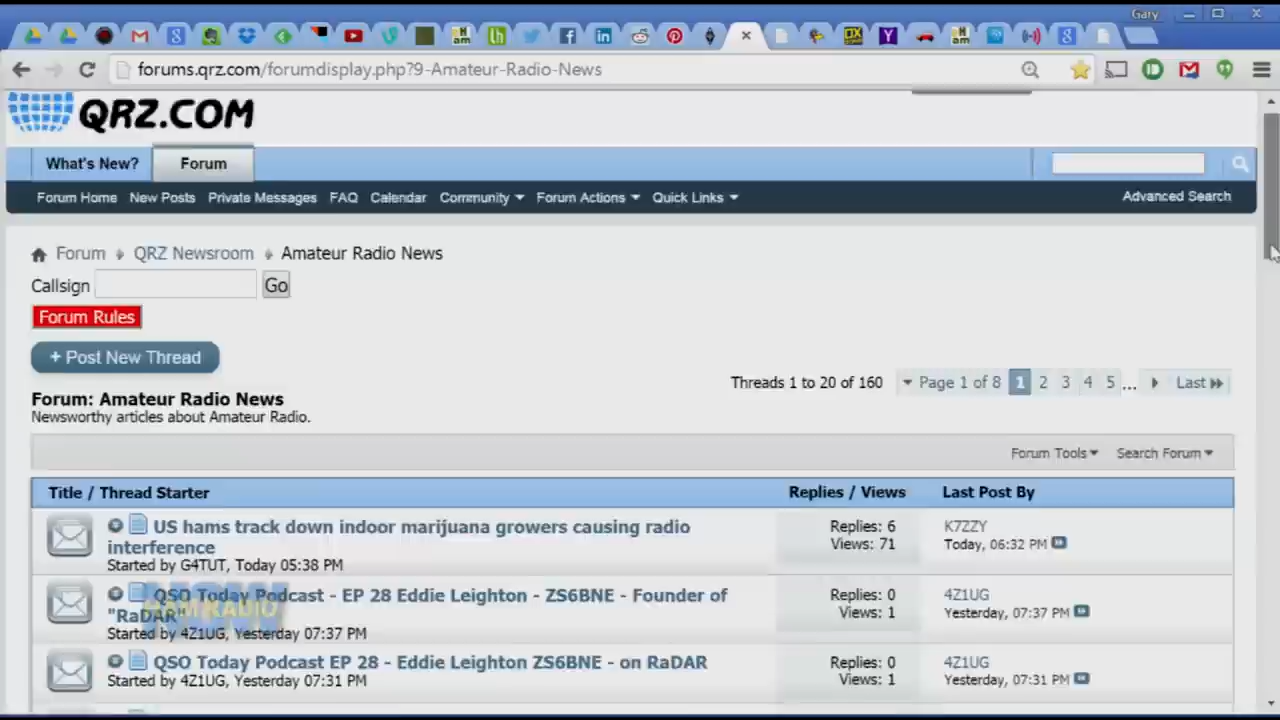 Gary
forums.qrz.com/forumdisplay.php?9-Amateur-Radio-News
QRZ.COM
What's New? Forum
Forum Home New Posts Private Messages FAQ Calendar Community Forum Actions Quick Links Advanced Search
Forum QRZ Newsroom Amateur Radio News
Callsign Go
Forum Rules
+ Post New Thread
Threads 1 to 20 of 160 Page 1 of 8 1 2 3 4 5 ... Last
Forum: Amateur Radio News
Newsworthy articles about Amateur Radio.
Forum Tools Search Forum
Title / Thread Starter Replies / Views Last Post By
US hams track down indoor marijuana growers causing radio
interference
Started by G4TUT, Today 05:38 PM
Replies: 6
Views: 71
K7ZZY
Today, 06:32 PM
QSO Today Podcast - EP 28 Eddie Leighton - ZS6BNE - Founder of
"RaDAR"
Started by 4Z1UG, Yesterday 07:37 PM
Replies: 0
Views: 1
4Z1UG
Yesterday, 07:37 PM
HAM RADIO
NOW
QSO Today Podcast EP 28 - Eddie Leighton ZS6BNE - on RaDAR
Started by 4Z1UG, Yesterday 07:31 PM
Replies: 0
Views: 1
4Z1UG
Yesterday, 07:31 PM